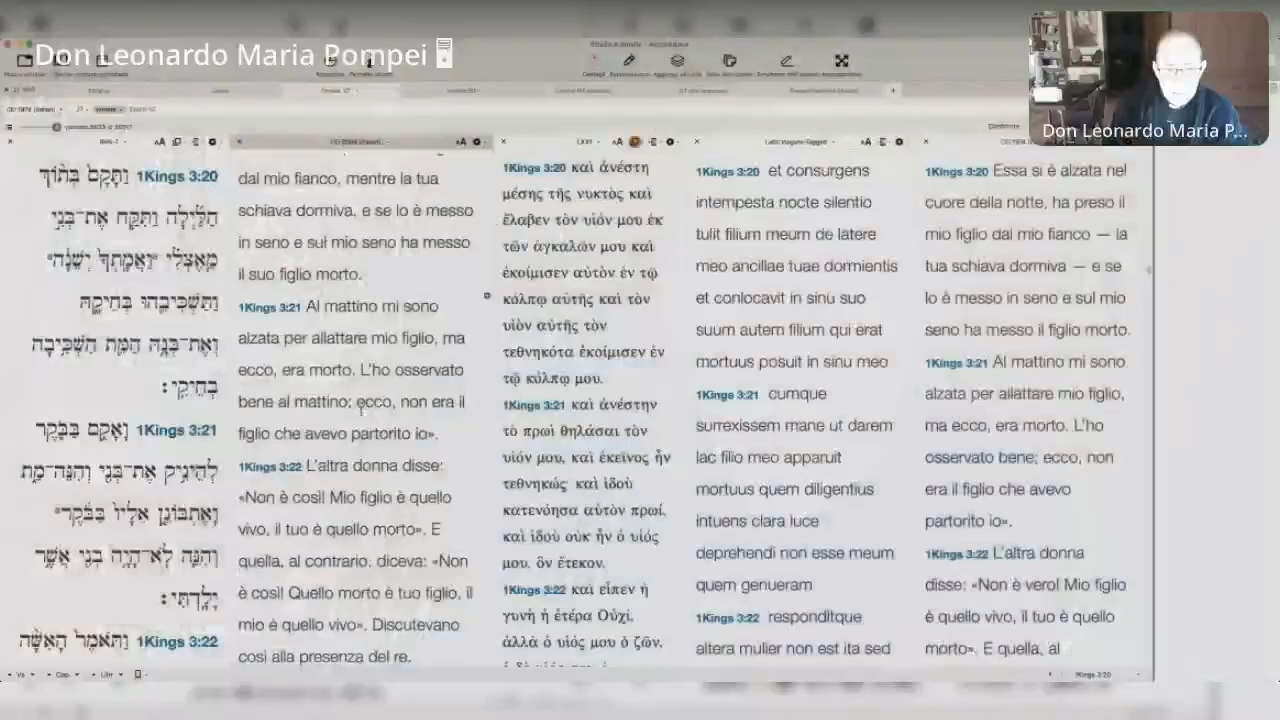 Don Leonardo Maria Pompei
Don Leonardo Maria P...
1Kings 3:20 וַתָּקָם֩ בְּת֨וֹךְ
הַלַּ֜יְלָה וַתִּקַּ֧ח אֶת־בְּנִ֣י
מֵֽאֶצְלִ֗י וַאֲמָֽתְךָ֙ יְשֵׁנָ֔ה
וַתַּשְׁכִּיבֵ֖הוּ בְּחֵיקָ֑הּ
וְאֶת־בְּנָ֥הּ הַמֵּ֖ת הִשְׁכִּ֥יבָה
בְחֵיקִֽי׃
1Kings 3:21 וָאָקֻ֥ם בַּבֹּ֛קֶר
לְהֵינִ֥יק אֶת־בְּנִ֖י וְהִנֵּה־מֵ֑ת
וָאֶתְבּוֹנֵ֤ן אֵלָיו֙ בַּבֹּ֔קֶר
וְהִנֵּ֛ה לֹֽא־הָיָ֥ה בְנִ֖י אֲשֶׁ֥ר
יָלָֽדְתִּי׃
1Kings 3:22 וַתֹּאמֶר֩ הָאִשָּׁ֨ה
dal mio fianco, mentre la tua
schiava dormiva, e se lo è messo
in seno e sul mio seno ha messo
il suo figlio morto.
1Kings 3:21 Al mattino mi sono
alzata per allattare mio figlio, ma
ecco, era morto. L'ho osservato
bene al mattino; ecco, non era il
figlio che avevo partorito io».
1Kings 3:22 L'altra donna disse:
«Non è così! Mio figlio è quello
vivo, il tuo è quello morto». E
quella, al contrario, diceva: «Non
è così! Quello morto è tuo figlio, il
mio è quello vivo». Discutevano
così alla presenza del re.
1Kings 3:20 καὶ ἀνέστη
μέσης τῆς νυκτὸς καὶ
ἔλαβεν τὸν υἱόν μου ἐκ
τῶν ἀγκαλῶν μου καὶ
ἐκοίμισεν αὐτὸν ἐν τῷ
κόλπῳ αὐτῆς καὶ τὸν
υἱὸν αὐτῆς τὸν
τεθνηκότα ἐκοίμισεν ἐν
τῷ κόλπῳ μου.
1Kings 3:21 καὶ ἀνέστην
τὸ πρωὶ θηλάσαι τὸν
υἱόν μου, καὶ ἐκεῖνος ἦν
τεθνηκώς· καὶ ἰδοὺ
κατενόησα αὐτὸν πρωί,
καὶ ἰδοὺ οὐκ ἦν ὁ υἱός
μου, ὃν ἔτεκον.
1Kings 3:22 καὶ εἶπεν ἡ
γυνὴ ἡ ἑτέρα Οὐχί,
ἀλλὰ ὁ υἱός μου ὁ ζῶν,
1Kings 3:20 et consurgens
intempesta nocte silentio
tulit filium meum de latere
meo ancillae tuae dormientis
et conlocavit in sinu suo
suum autem filium qui erat
mortuus posuit in sinu meo
1Kings 3:21 cumque
surrexissem mane ut darem
lac filio meo apparuit
mortuus quem diligentius
intuens clara luce
deprehendi non esse meum
quem genueram
1Kings 3:22 responditque
altera mulier non est ita sed
1Kings 3:20 Essa si è alzata nel
cuore della notte, ha preso il
mio figlio dal mio fianco — la
tua schiava dormiva — e se
lo è messo in seno e sul mio
seno ha messo il figlio morto.
1Kings 3:21 Al mattino mi sono
alzata per allattare mio figlio,
ma ecco, era morto. L'ho
osservato bene; ecco, non
era il figlio che avevo
partorito io».
1Kings 3:22 L'altra donna
disse: «Non è vero! Mio figlio
è quello vivo, il tuo è quello
morto». E quella, al
1Kings 3:20